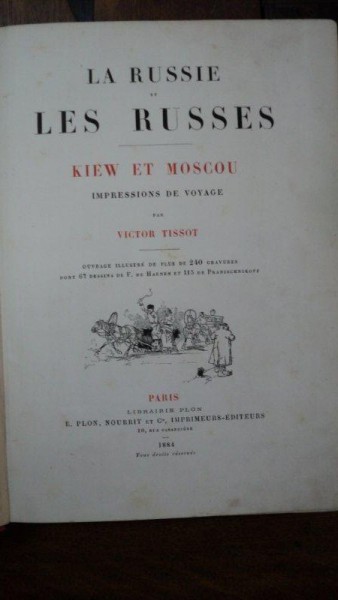 LA RUSSIE
ET
LES RUSSES
KIEW ET MOSCOU
IMPRESSIONS DE VOYAGE
PAR
VICTOR TISSOT
OUVRAGE ILLUSTRÉ DE PLUS DE 240 GRAVURES
DONT 67 DESSINS DE F. DE HAENEN ET 115 DE PRANISCHNIKOFF
PARIS
LIBRAIRIE PLON
E. PLON, NOURRIT ET Cie, IMPRIMEURS-ÉDITEURS
10, RUE GARANCIÈRE
1884
Tous droits réservés